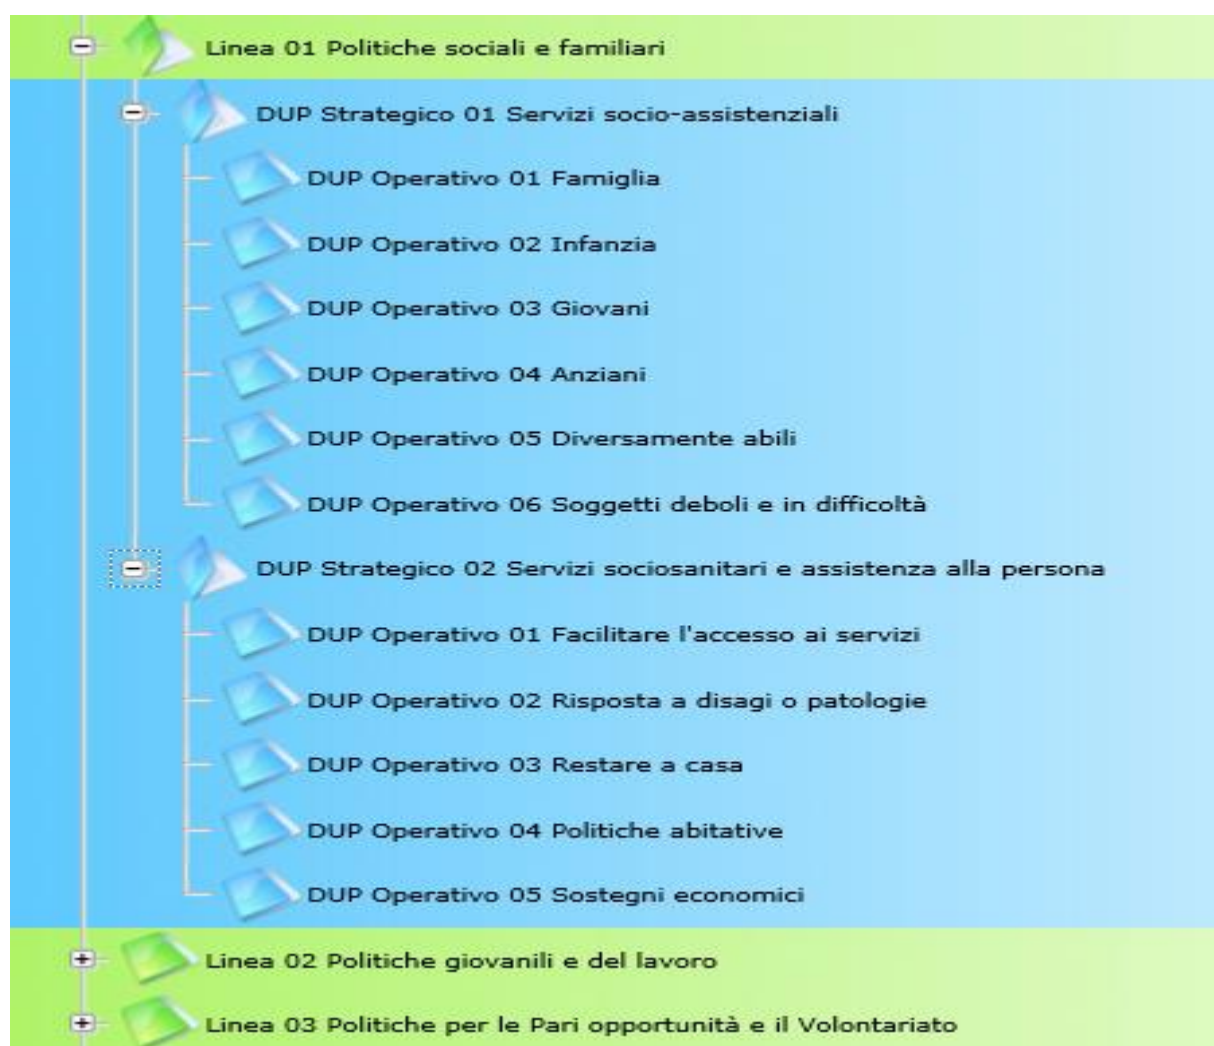 Linea 01 Politiche sociali e familiari
DUP Strategico 01 Servizi socio-assistenziali
DUP Operativo 01 Famiglia
DUP Operativo 02 Infanzia
DUP Operativo 03 Giovani
DUP Operativo 04 Anziani
DUP Operativo 05 Diversamente abili
DUP Operativo 06 Soggetti deboli e in difficoltà
DUP Strategico 02 Servizi sociosanitari e assistenza alla persona
DUP Operativo 01 Facilitare l'accesso ai servizi
DUP Operativo 02 Risposta a disagi o patologie
DUP Operativo 03 Restare a casa
DUP Operativo 04 Politiche abitative
DUP Operativo 05 Sostegni economici
Linea 02 Politiche giovanili e del lavoro
Linea 03 Politiche per le Pari opportunità e il Volontariato